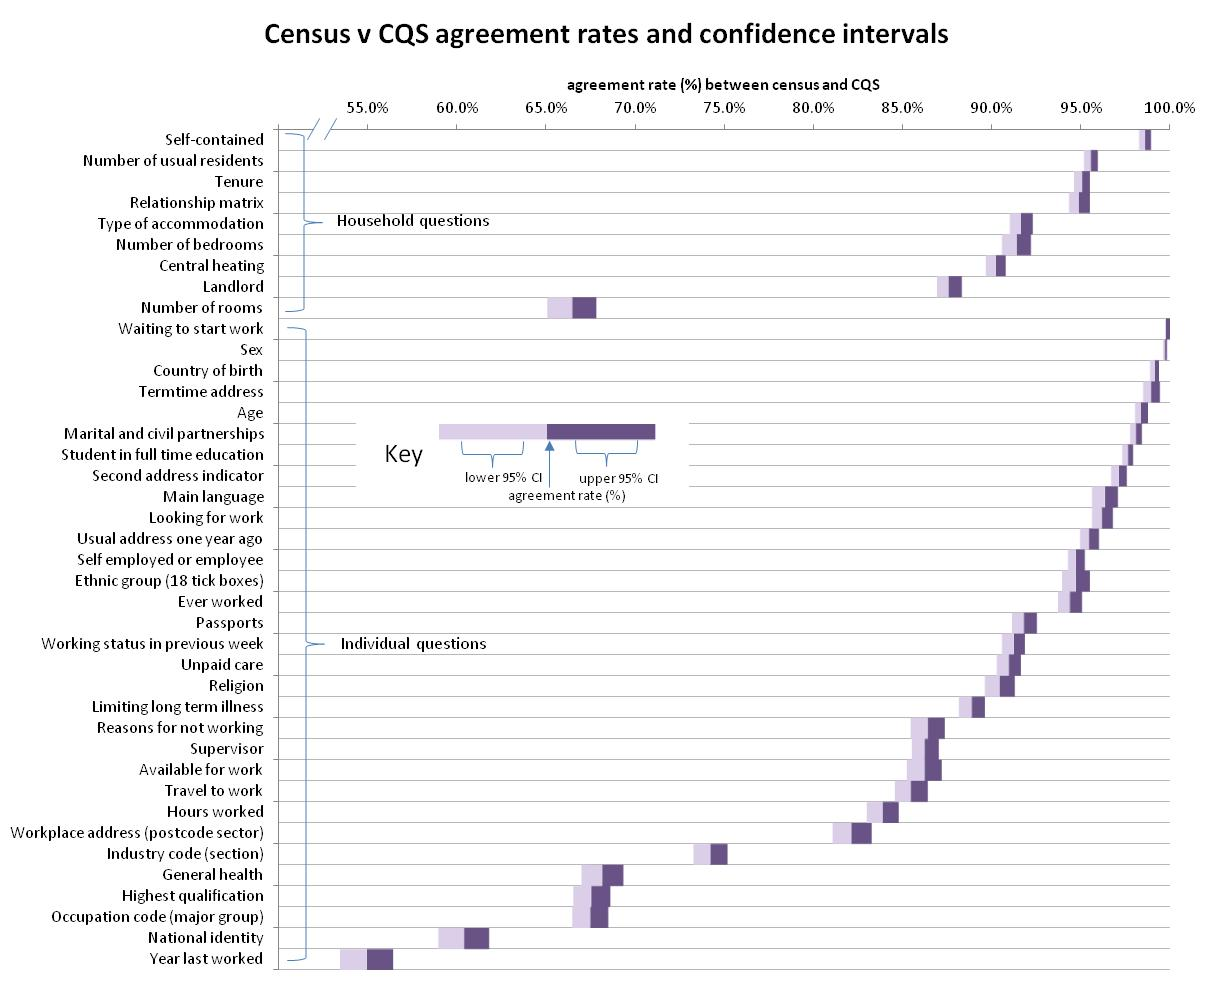 Census v CQS agreement rates and confidence intervals
agreement rate (%) between census and CQS
55.0% 60.0% 65.0% 70.0% 75.0% 80.0% 85.0% 90.0% 95.0% 100.0%
Self-contained
Number of usual residents
Tenure
Relationship matrix
Type of accommodation
Household questions
Number of bedrooms
Central heating
Landlord
Number of rooms
Waiting to start work
Sex
Country of birth
Termtime address
Age
Marital and civil partnerships
Student in full time education
Key
lower 95% CI upper 95% CI
agreement rate (%)
Second address indicator
Main language
Looking for work
Usual address one year ago
Self employed or employee
Ethnic group (18 tick boxes)
Ever worked
Passports
Working status in previous week
Individual questions
Unpaid care
Religion
Limiting long term illness
Reasons for not working
Supervisor
Available for work
Travel to work
Hours worked
Workplace address (postcode sector)
Industry code (section)
General health
Highest qualification
Occupation code (major group)
National identity
Year last worked